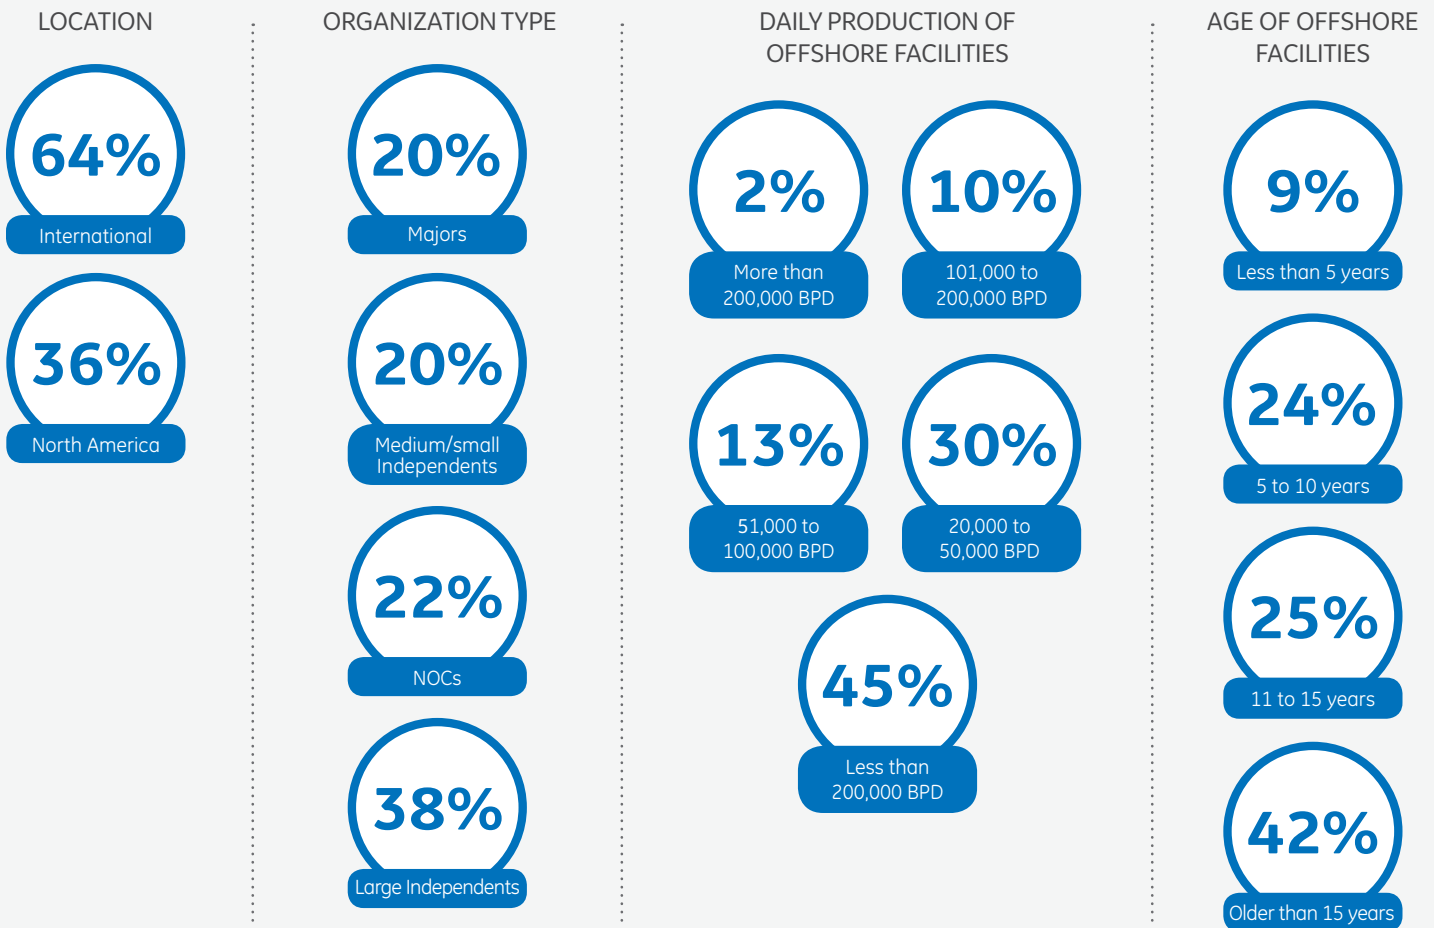 LOCATION
64%
International
36%
North America
ORGANIZATION TYPE
20%
Majors
20%
Medium/small
Independents
22%
NOCs
38%
Large Independents
DAILY PRODUCTION OF
OFFSHORE FACILITIES
2%
More than
200,000 BPD
10%
101,000 to
200,000 BPD
13%
51,000 to
100,000 BPD
30%
20,000 to
50,000 BPD
45%
Less than
200,000 BPD
AGE OF OFFSHORE
FACILITIES
9%
Less than 5 years
24%
5 to 10 years
25%
11 to 15 years
42%
Older than 15 years